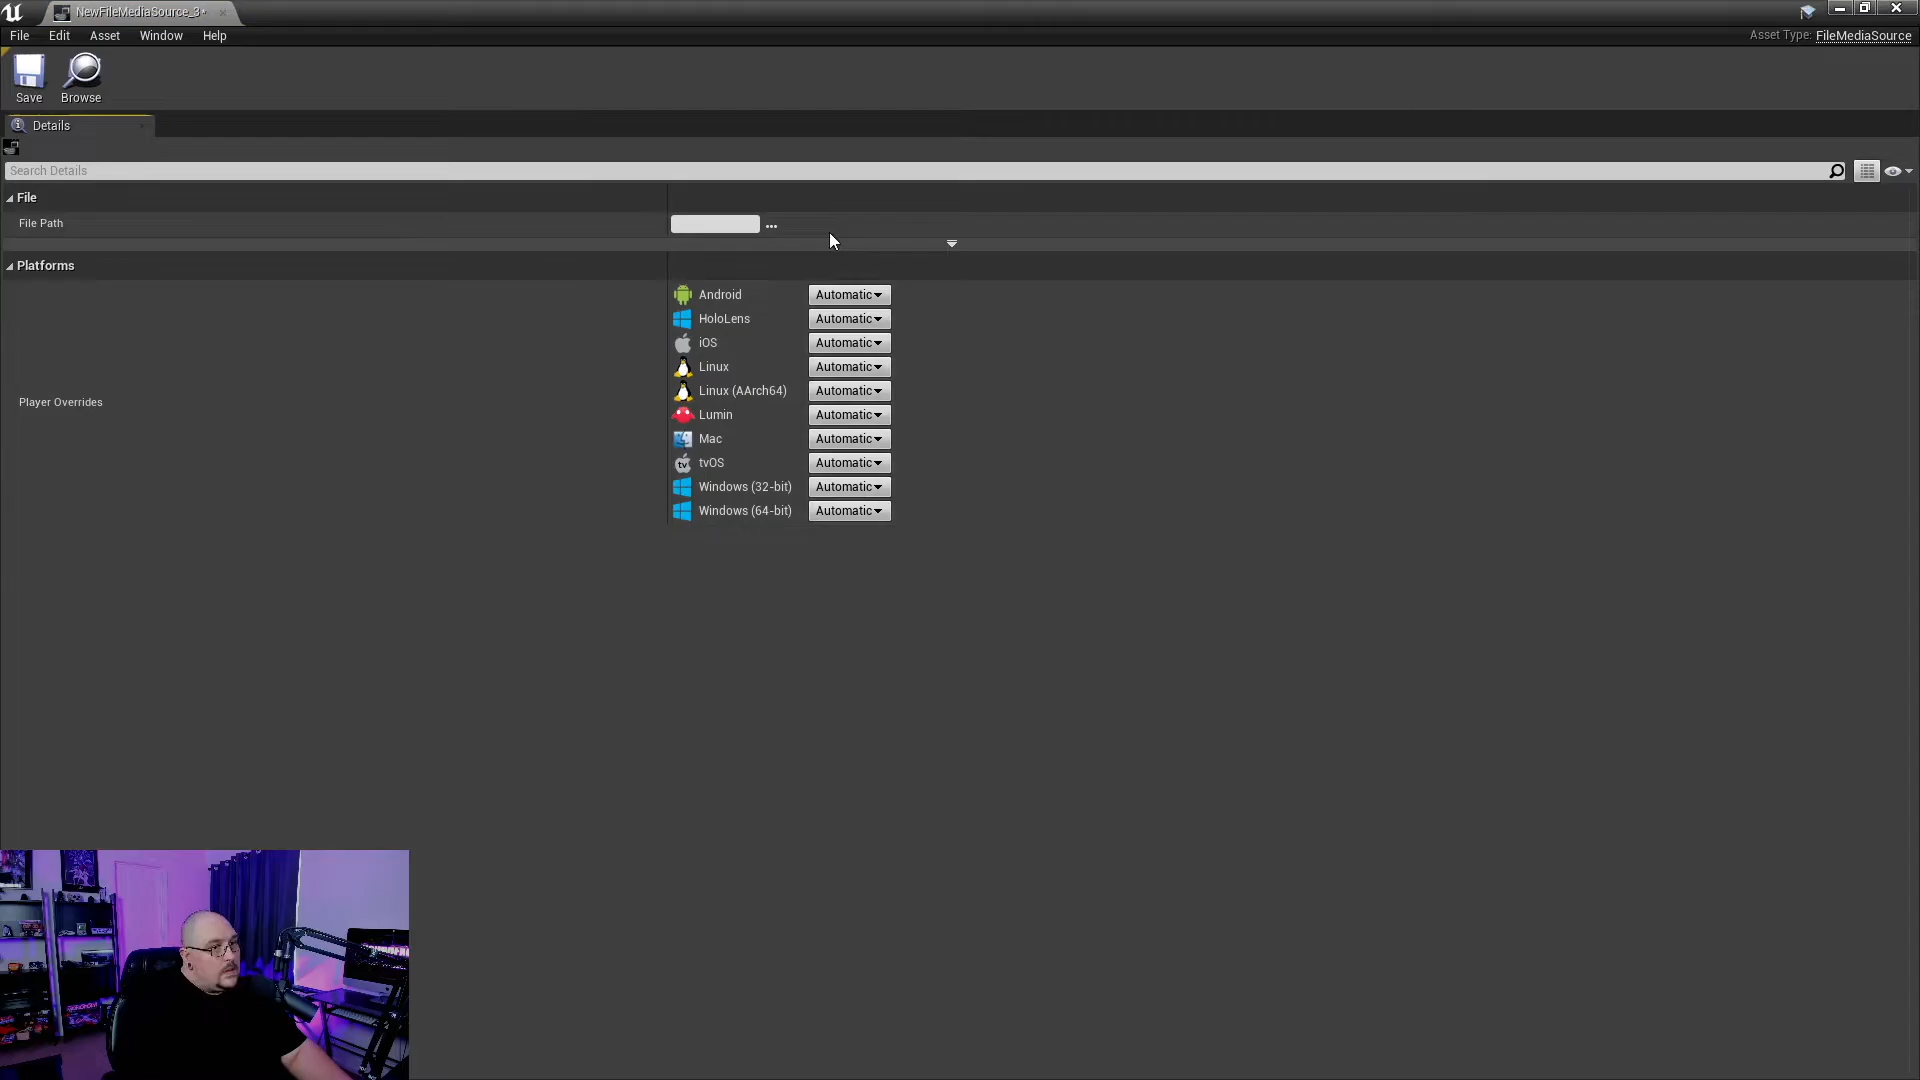 NewFileMediaSource_3*
File Edit Asset Window Help
Asset Type: FileMediaSource
Save Browse
Details
Search Details
File
File Path
Platforms
Android Automatic
HoloLens Automatic
iOS Automatic
Linux Automatic
Linux (AArch64) Automatic
Player Overrides
Lumin Automatic
Mac Automatic
tv
tvOS Automatic
Windows (32-bit) Automatic
Windows (64-bit) Automatic